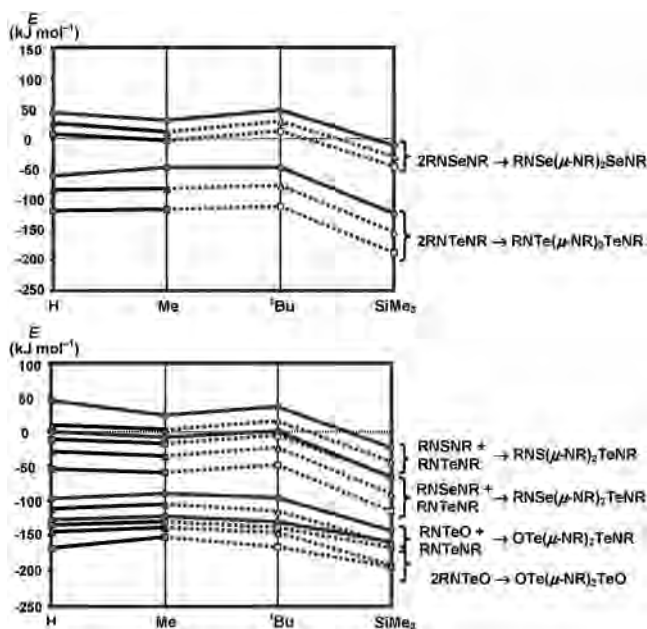 E
(kJ mol⁻¹)
150
100
50
0
-50
-100
-150
-200
-250
H
Me
ᵗBu
SiMe₃
2RNSeNR → RNSe(μ-NR)₂SeNR
2RNTeNR → RNTe(μ-NR)₂TeNR
E
(kJ mol⁻¹)
100
50
0
-50
-100
-150
-200
-250
H
Me
ᵗBu
SiMe₃
RNSNR +
RNTeNR → RNS(μ-NR)₂TeNR
RNSeNR +
RNTeNR → RNSe(μ-NR)₂TeNR
RNTeO +
RNTeNR → OTe(μ-NR)₂TeNR
2RNTeO → OTe(μ-NR)₂TeO